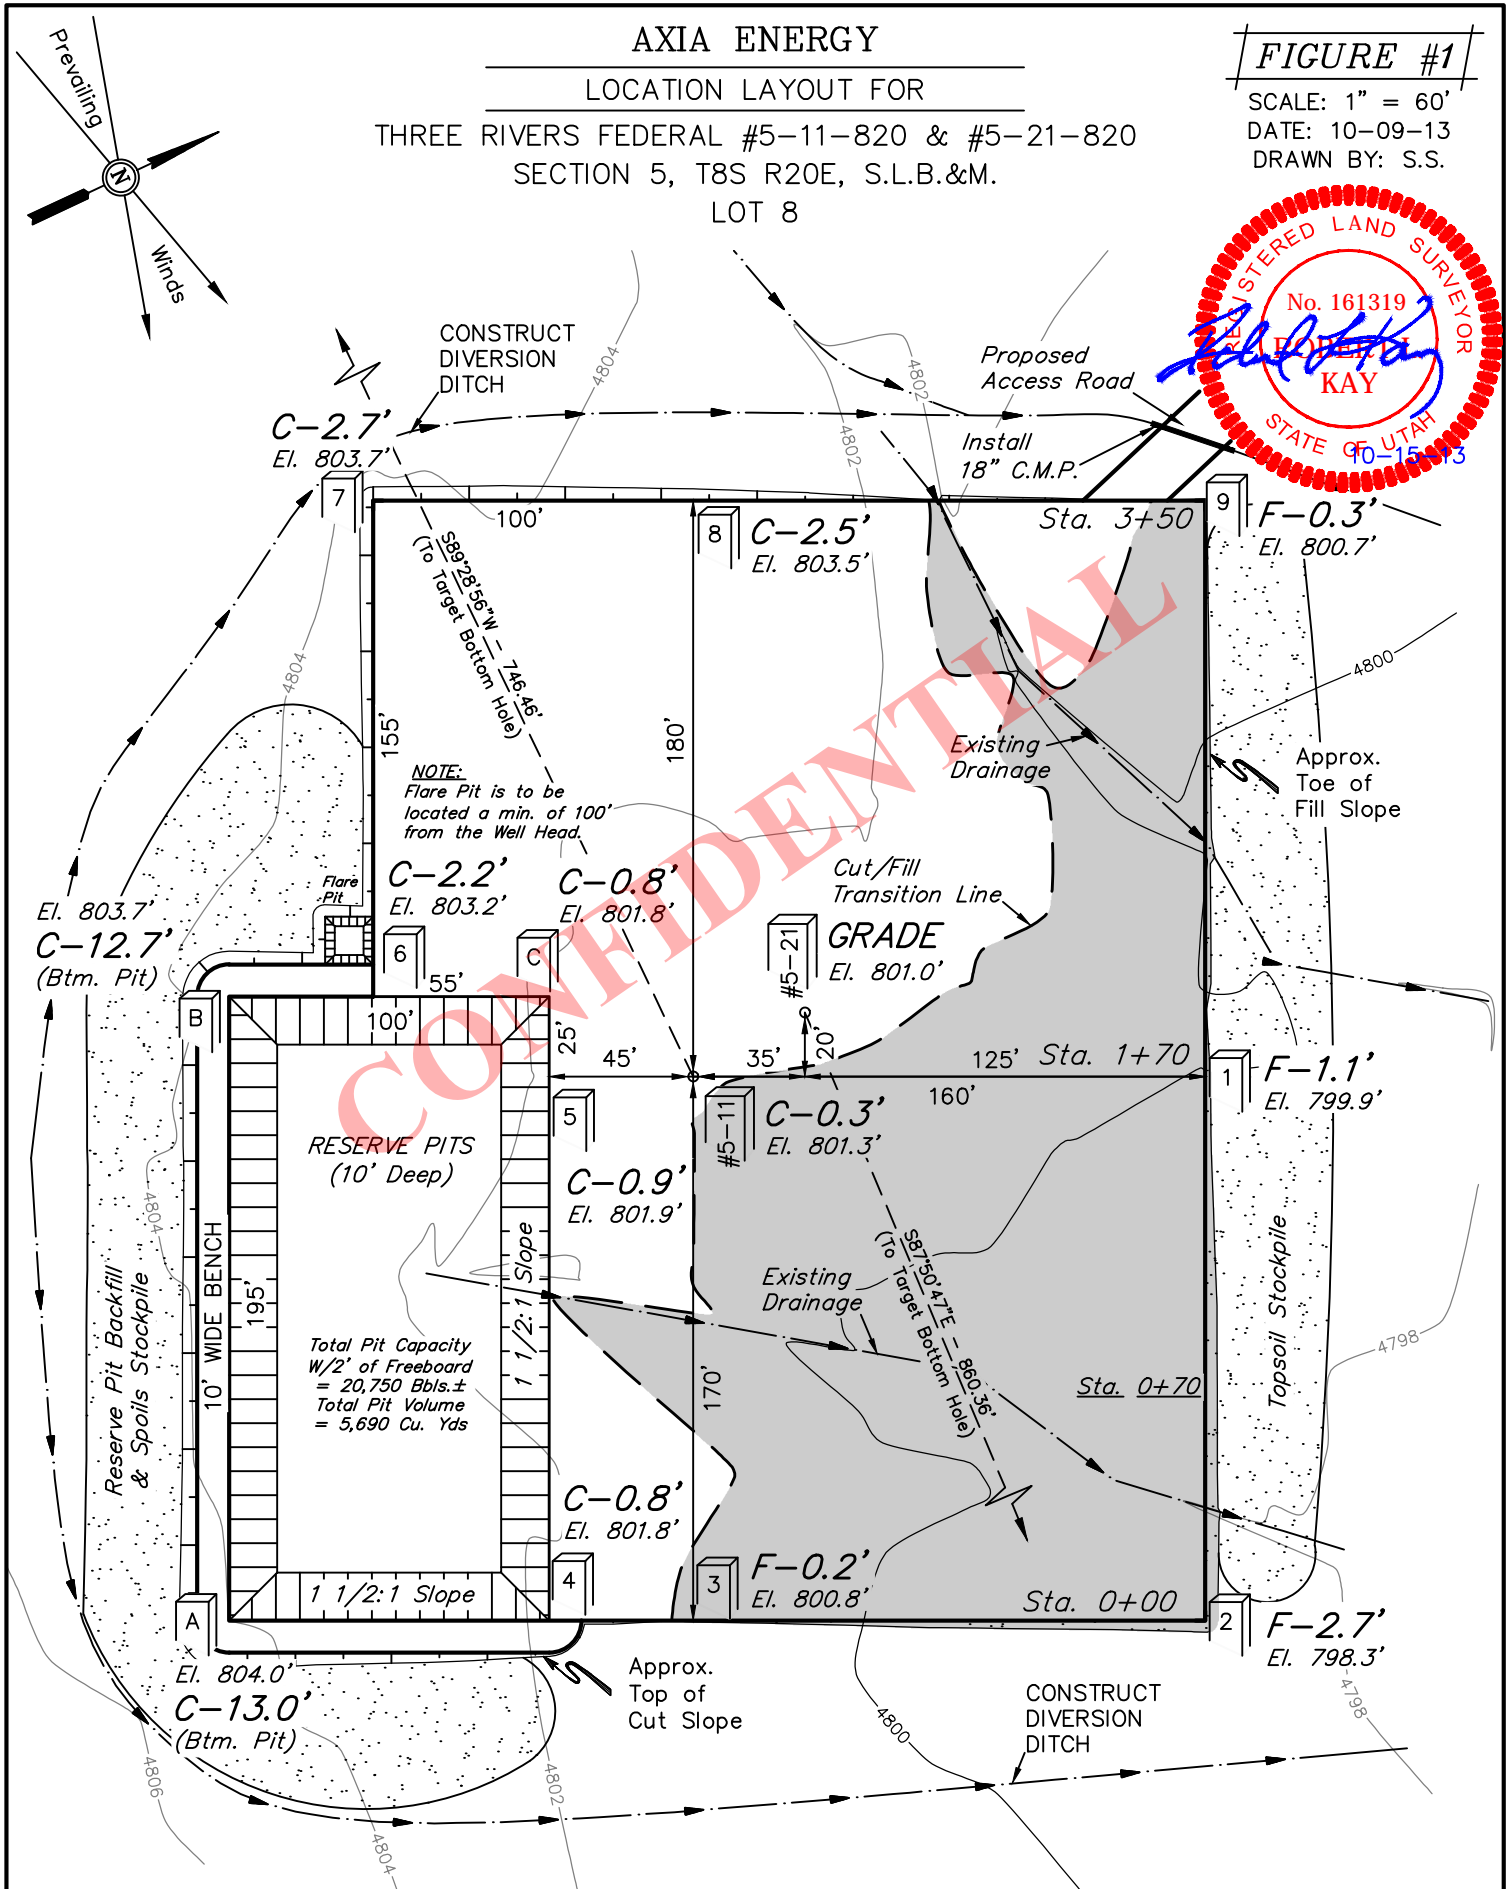 AXIA ENERGY
LOCATION LAYOUT FOR
THREE RIVERS FEDERAL #5-11-820 & #5-21-820
SECTION 5, T8S R20E, S.L.B.&M.
LOT 8
FIGURE #1
SCALE: 1" = 60'
DATE: 10-09-13
DRAWN BY: S.S.
REGISTERED LAND SURVEYOR
No. 161319
ROBERT L.
KAY
STATE OF UTAH
10-15-13
Prevailing
N
Winds
CONSTRUCT
DIVERSION
DITCH
4804
4802
4802
Proposed
Access Road
Install
18" C.M.P.
C-2.7'
El. 803.7'
7
100'
8
C-2.5'
El. 803.5'
Sta. 3+50
9
F-0.3'
El. 800.7'
S89°28'56"W - 746.46'
(To Target Bottom Hole)
4804
4800
155'
180'
Existing
Drainage
Approx.
Toe of
Fill Slope
NOTE:
Flare Pit is to be
located a min. of 100'
from the Well Head.
CONFIDENTIAL
Flare
Pit
C-2.2'
El. 803.2'
C-0.8'
El. 801.8'
Cut/Fill
Transition Line
El. 803.7'
C-12.7'
(Btm. Pit)
6
C
#5-21
GRADE
El. 801.0'
55'
B
100'
25'
45'
35'
20'
125'
Sta. 1+70
160'
1
F-1.1'
El. 799.9'
5
#5-11
C-0.3'
El. 801.3'
RESERVE PITS
(10' Deep)
C-0.9'
El. 801.9'
4804
10' WIDE BENCH
195'
1 1/2:1 Slope
Reserve Pit Backfill
& Spoils Stockpile
Existing
Drainage
S87°50'47"E - 860.36'
(To Target Bottom Hole)
Topsoil Stockpile
4798
Total Pit Capacity
W/2' of Freeboard
= 20,750 Bbls.±
Total Pit Volume
= 5,690 Cu. Yds
170'
Sta. 0+70
C-0.8'
El. 801.8'
1 1/2:1 Slope
4
3
F-0.2'
El. 800.8'
Sta. 0+00
2
F-2.7'
El. 798.3'
A
El. 804.0'
C-13.0'
(Btm. Pit)
Approx.
Top of
Cut Slope
4800
CONSTRUCT
DIVERSION
DITCH
4798
4806
4804
4802